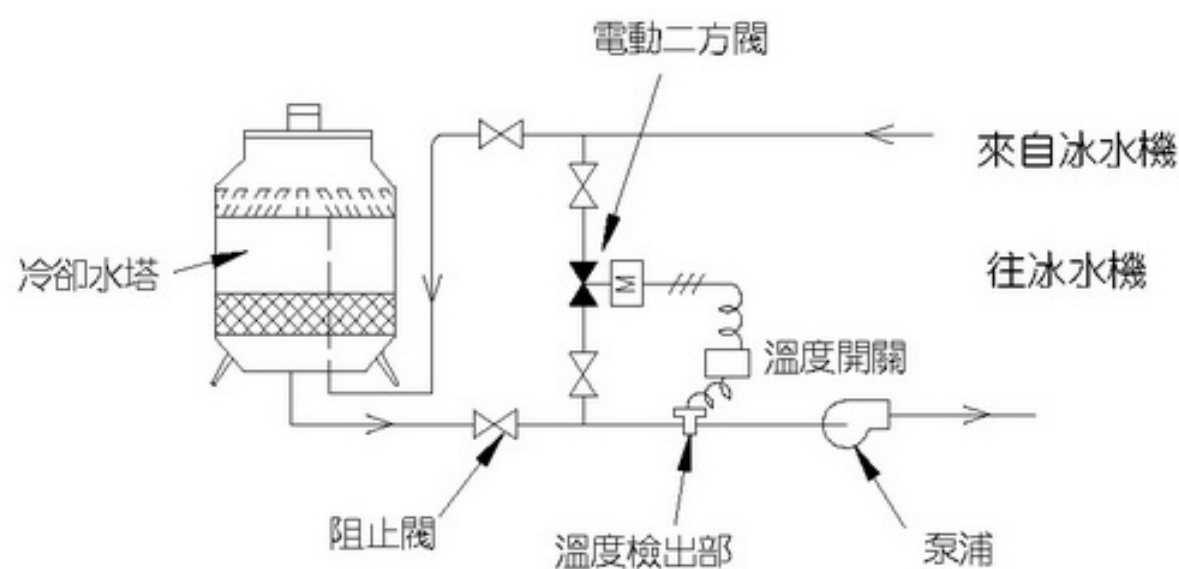 電動二方閥
來自冰水機
冷卻水塔
往冰水機
M
溫度開關
阻止閥
溫度檢出部
泵浦